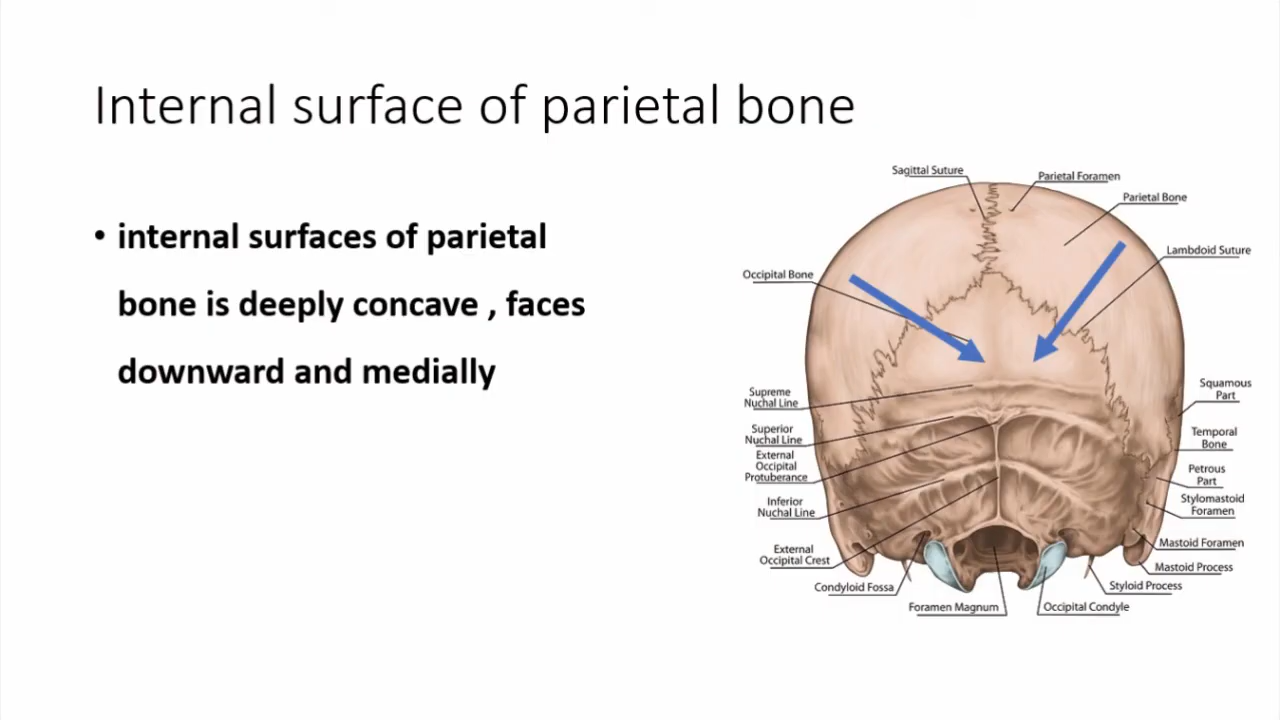 Internal surface of parietal bone
• internal surfaces of parietal
bone is deeply concave , faces
downward and medially
Sagittal Suture
Parietal Foramen
Parietal Bone
Lambdoid Suture
Occipital Bone
Supreme
Nuchal Line
Superior
Nuchal Line
External
Occipital
Protuberance
Inferior
Nuchal Line
External
Occipital Crest
Condyloid Fossa
Foramen Magnum
Occipital Condyle
Styloid Process
Mastoid Process
Mastoid Foramen
Stylomastoid
Foramen
Petrous
Part
Temporal
Bone
Squamous
Part